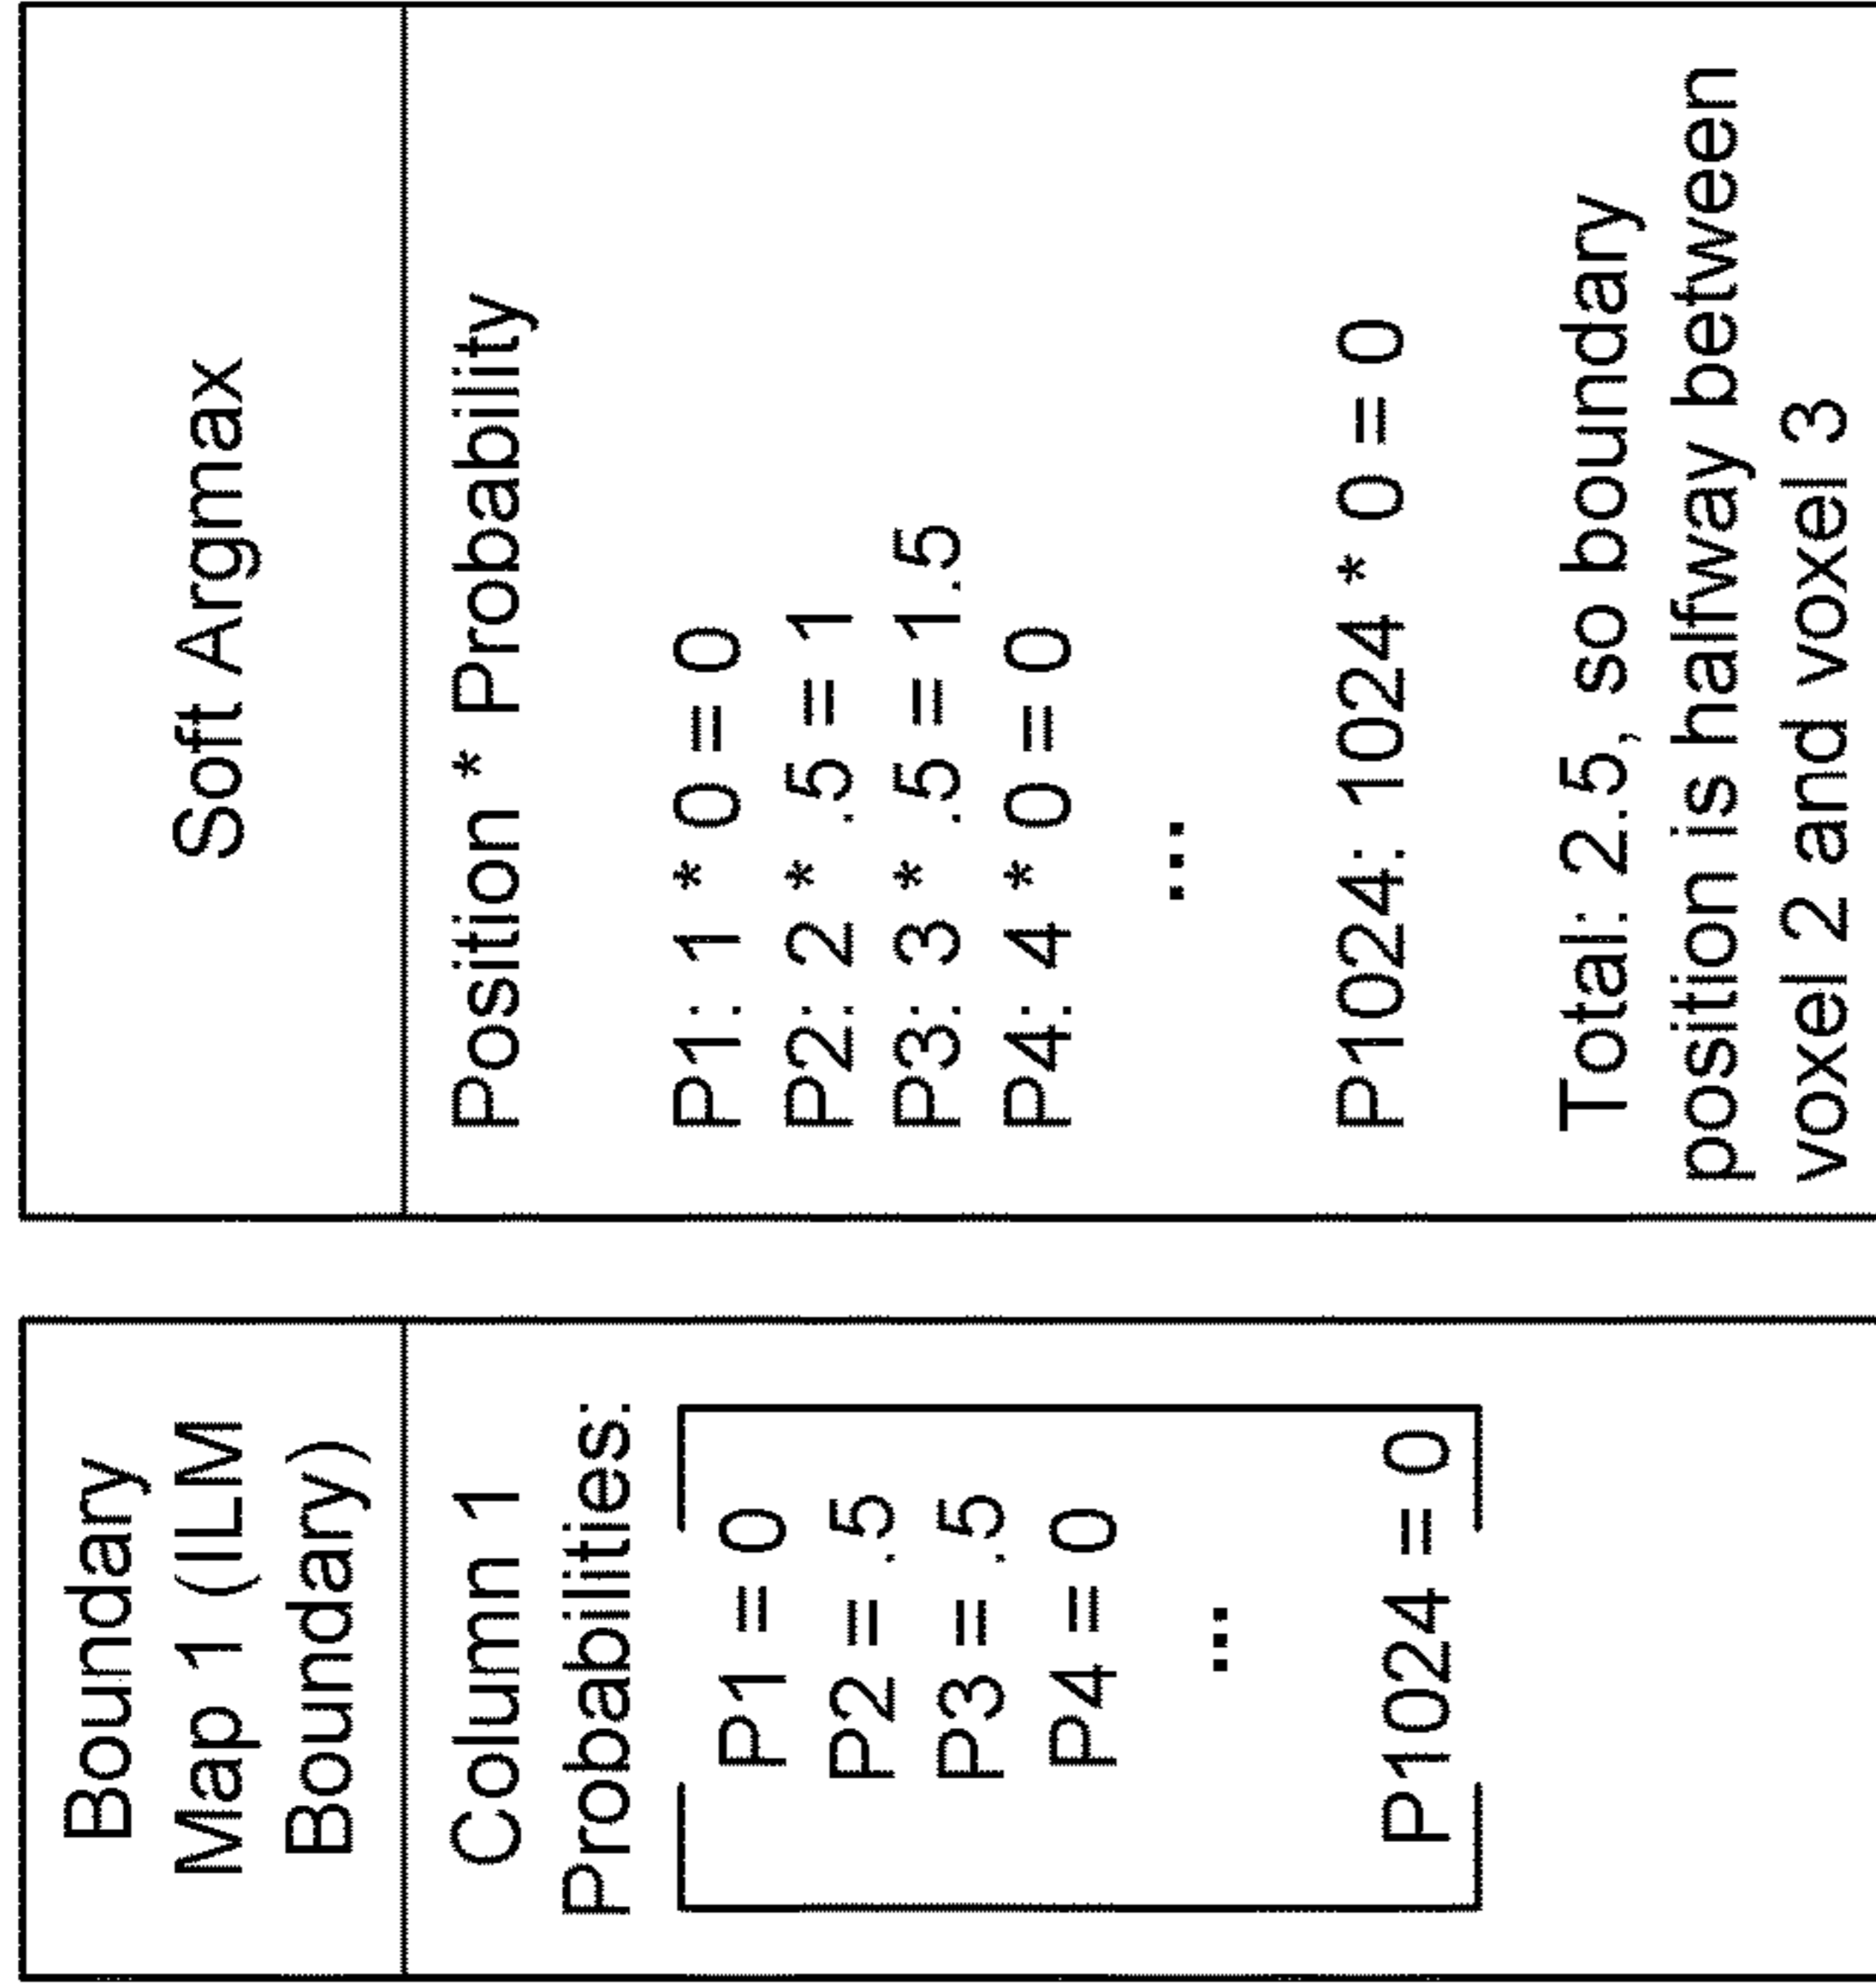 Boundary
Map 1 (ILM
Boundary)
Column 1
Probabilities:
P1 = 0
P2 = .5
P3 = .5
P4 = 0
...
P1024 = 0
Soft Argmax
Position * Probability
P1: 1 * 0 = 0
P2: 2 * .5 = 1
P3: 3 * .5 = 1.5
P4: 4 * 0 = 0
...
P1024: 1024 * 0 = 0
Total: 2.5, so boundary
position is halfway between
voxel 2 and voxel 3